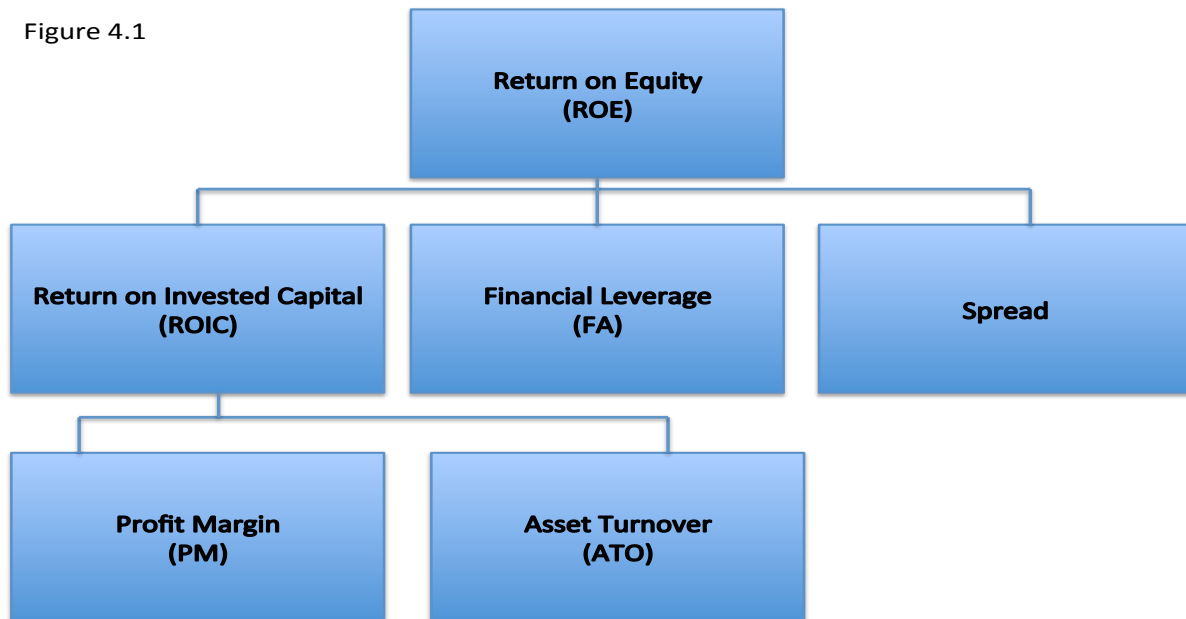 Figure 4.1
Return on Equity
(ROE)
Return on Invested Capital
(ROIC)
Financial Leverage
(FA)
Spread
Profit Margin
(PM)
Asset Turnover
(ATO)